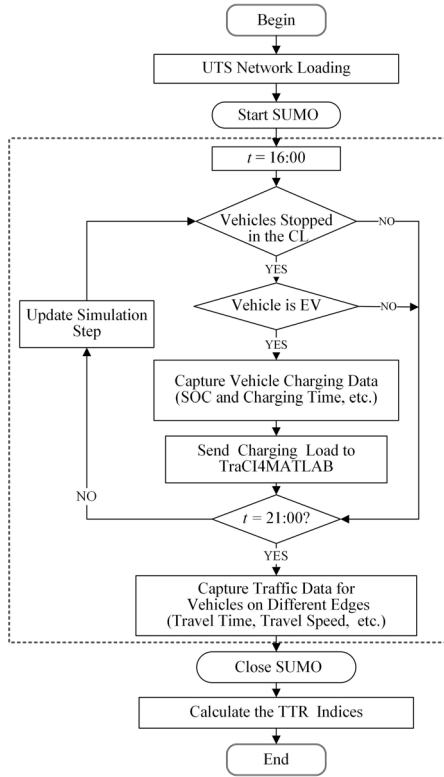 Begin
UTS Network Loading
Start SUMO
t = 16:00
Vehicles Stopped
in the CL
NO
YES
Vehicle is EV
NO
YES
Update Simulation
Step
Capture Vehicle Charging Data
(SOC and Charging Time, etc.)
Send Charging Load to
TraCI4MATLAB
NO
t = 21:00?
YES
Capture Traffic Data for
Vehicles on Different Edges
(Travel Time, Travel Speed, etc.)
Close SUMO
Calculate the TTR Indices
End